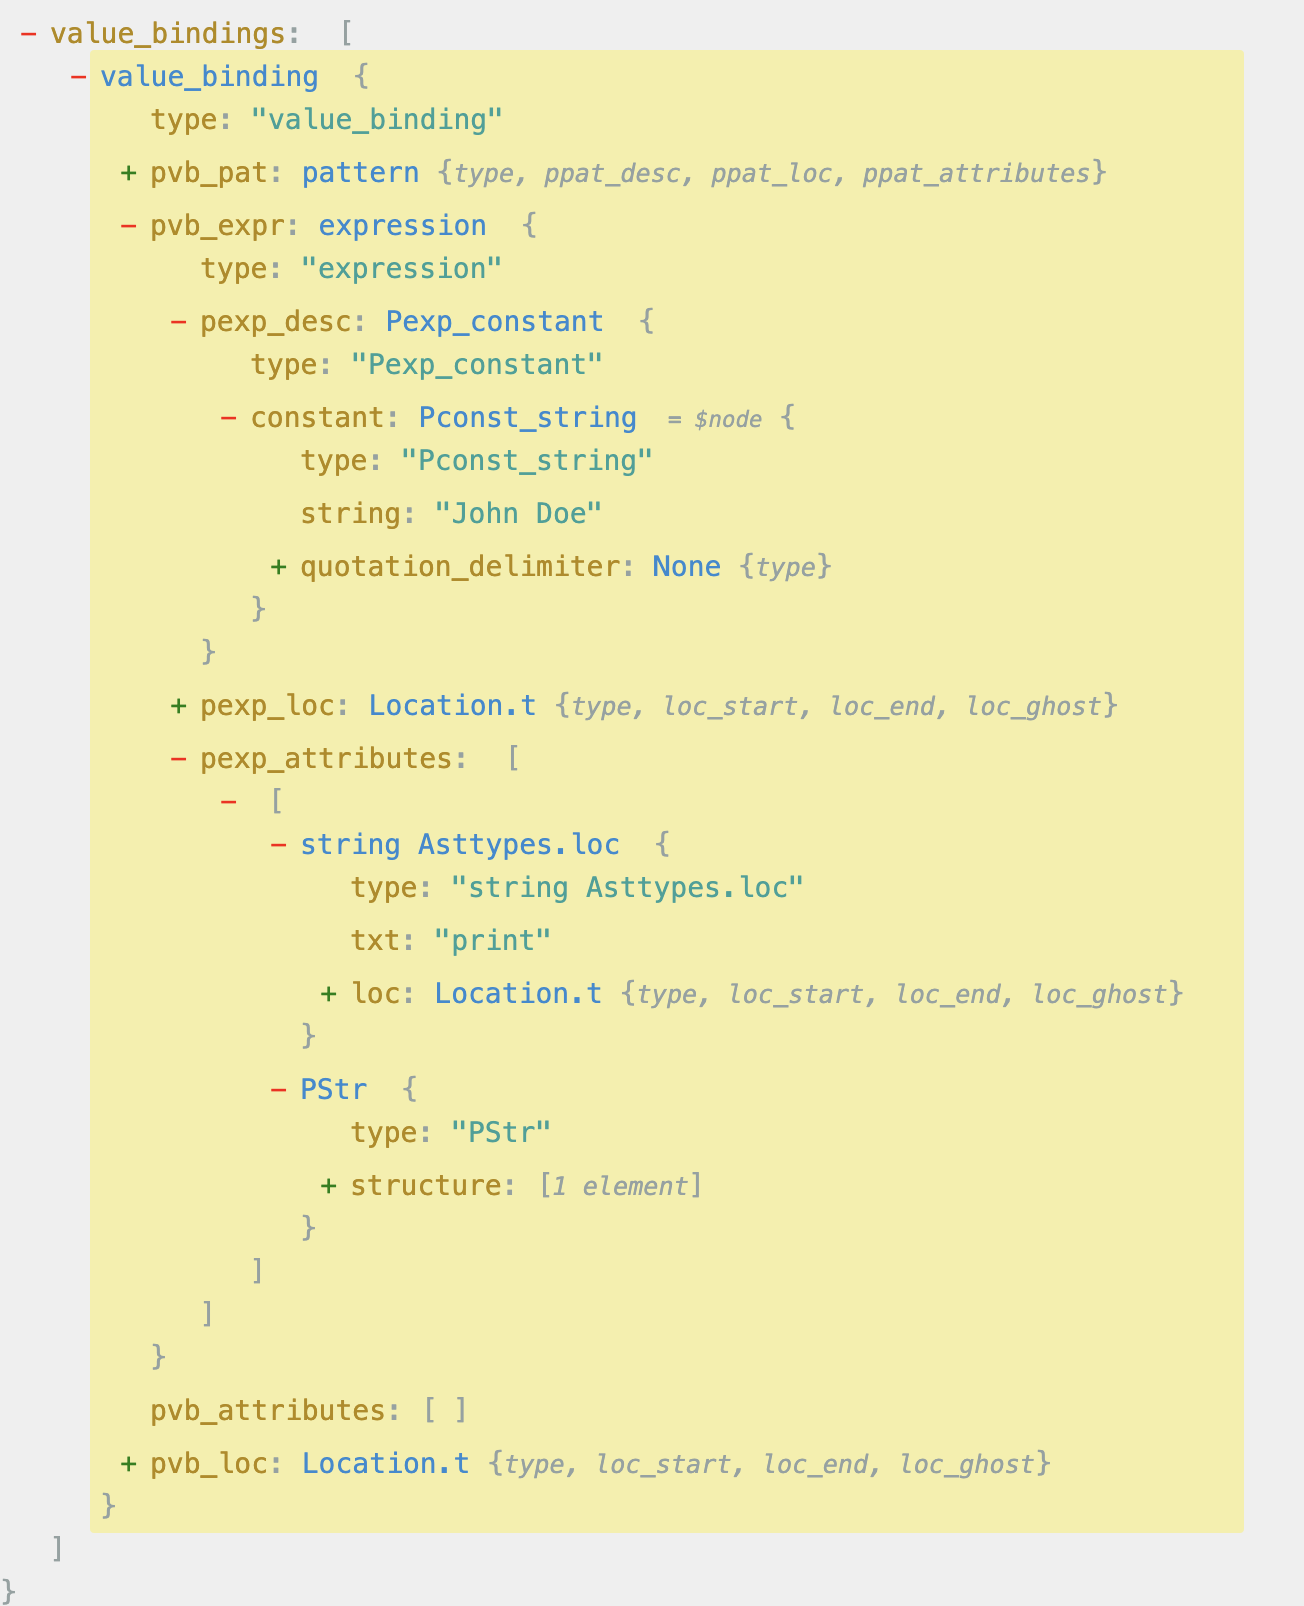 − value_bindings: [
− value_binding {
type: "value_binding"
+ pvb_pat: pattern {type, ppat_desc, ppat_loc, ppat_attributes}
− pvb_expr: expression {
type: "expression"
− pexp_desc: Pexp_constant {
type: "Pexp_constant"
− constant: Pconst_string = $node {
type: "Pconst_string"
string: "John Doe"
+ quotation_delimiter: None {type}
}
}
+ pexp_loc: Location.t {type, loc_start, loc_end, loc_ghost}
− pexp_attributes: [
− [
− string Asttypes.loc {
type: "string Asttypes.loc"
txt: "print"
+ loc: Location.t {type, loc_start, loc_end, loc_ghost}
}
− PStr {
type: "PStr"
+ structure: [1 element]
}
]
]
}
pvb_attributes: [ ]
+ pvb_loc: Location.t {type, loc_start, loc_end, loc_ghost}
}
]
}